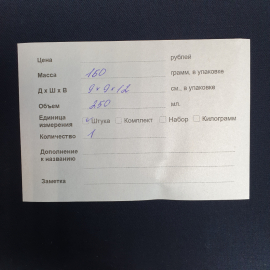 Цена рублей
Масса 160 грамм, в упаковке
Д х Ш х В 9×9×12 см., в упаковке
Объем 250 мл.
Единица
измерения Штука Комплект Набор Килограмм
Количество 1
Дополнение
к названию
Заметка